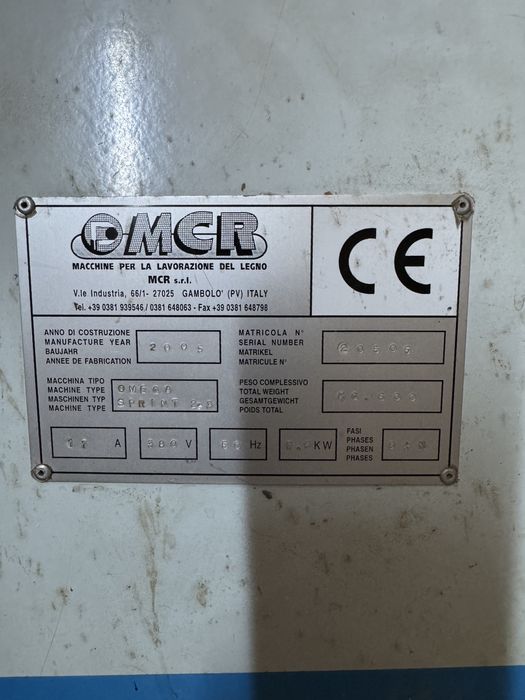 MCR
MACCHINE PER LA LAVORAZIONE DEL LEGNO
MCR s.r.l.
V.le Industria, 66/1- 27025 GAMBOLO' (PV) ITALY
Tel. +39 0381 939546 / 0381 648063 - Fax +39 0381 648798
CE
ANNO DI COSTRUZIONE
MANUFACTURE YEAR
BAUJAHR
ANNEE DE FABRICATION
2005
MATRICOLA N°
SERIAL NUMBER
MATRIKEL
MATRICULE N°
MACCHINA TIPO
MACHINE TYPE
MASCHINEN TYP
MACHINE TYPE
OMEGA
SPRINT
PESO COMPLESSIVO
TOTAL WEIGHT
GESAMTGEWICHT
POIDS TOTAL
17 A
380 V
Hz
KW
FASI
PHASES
PHASEN
PHASES